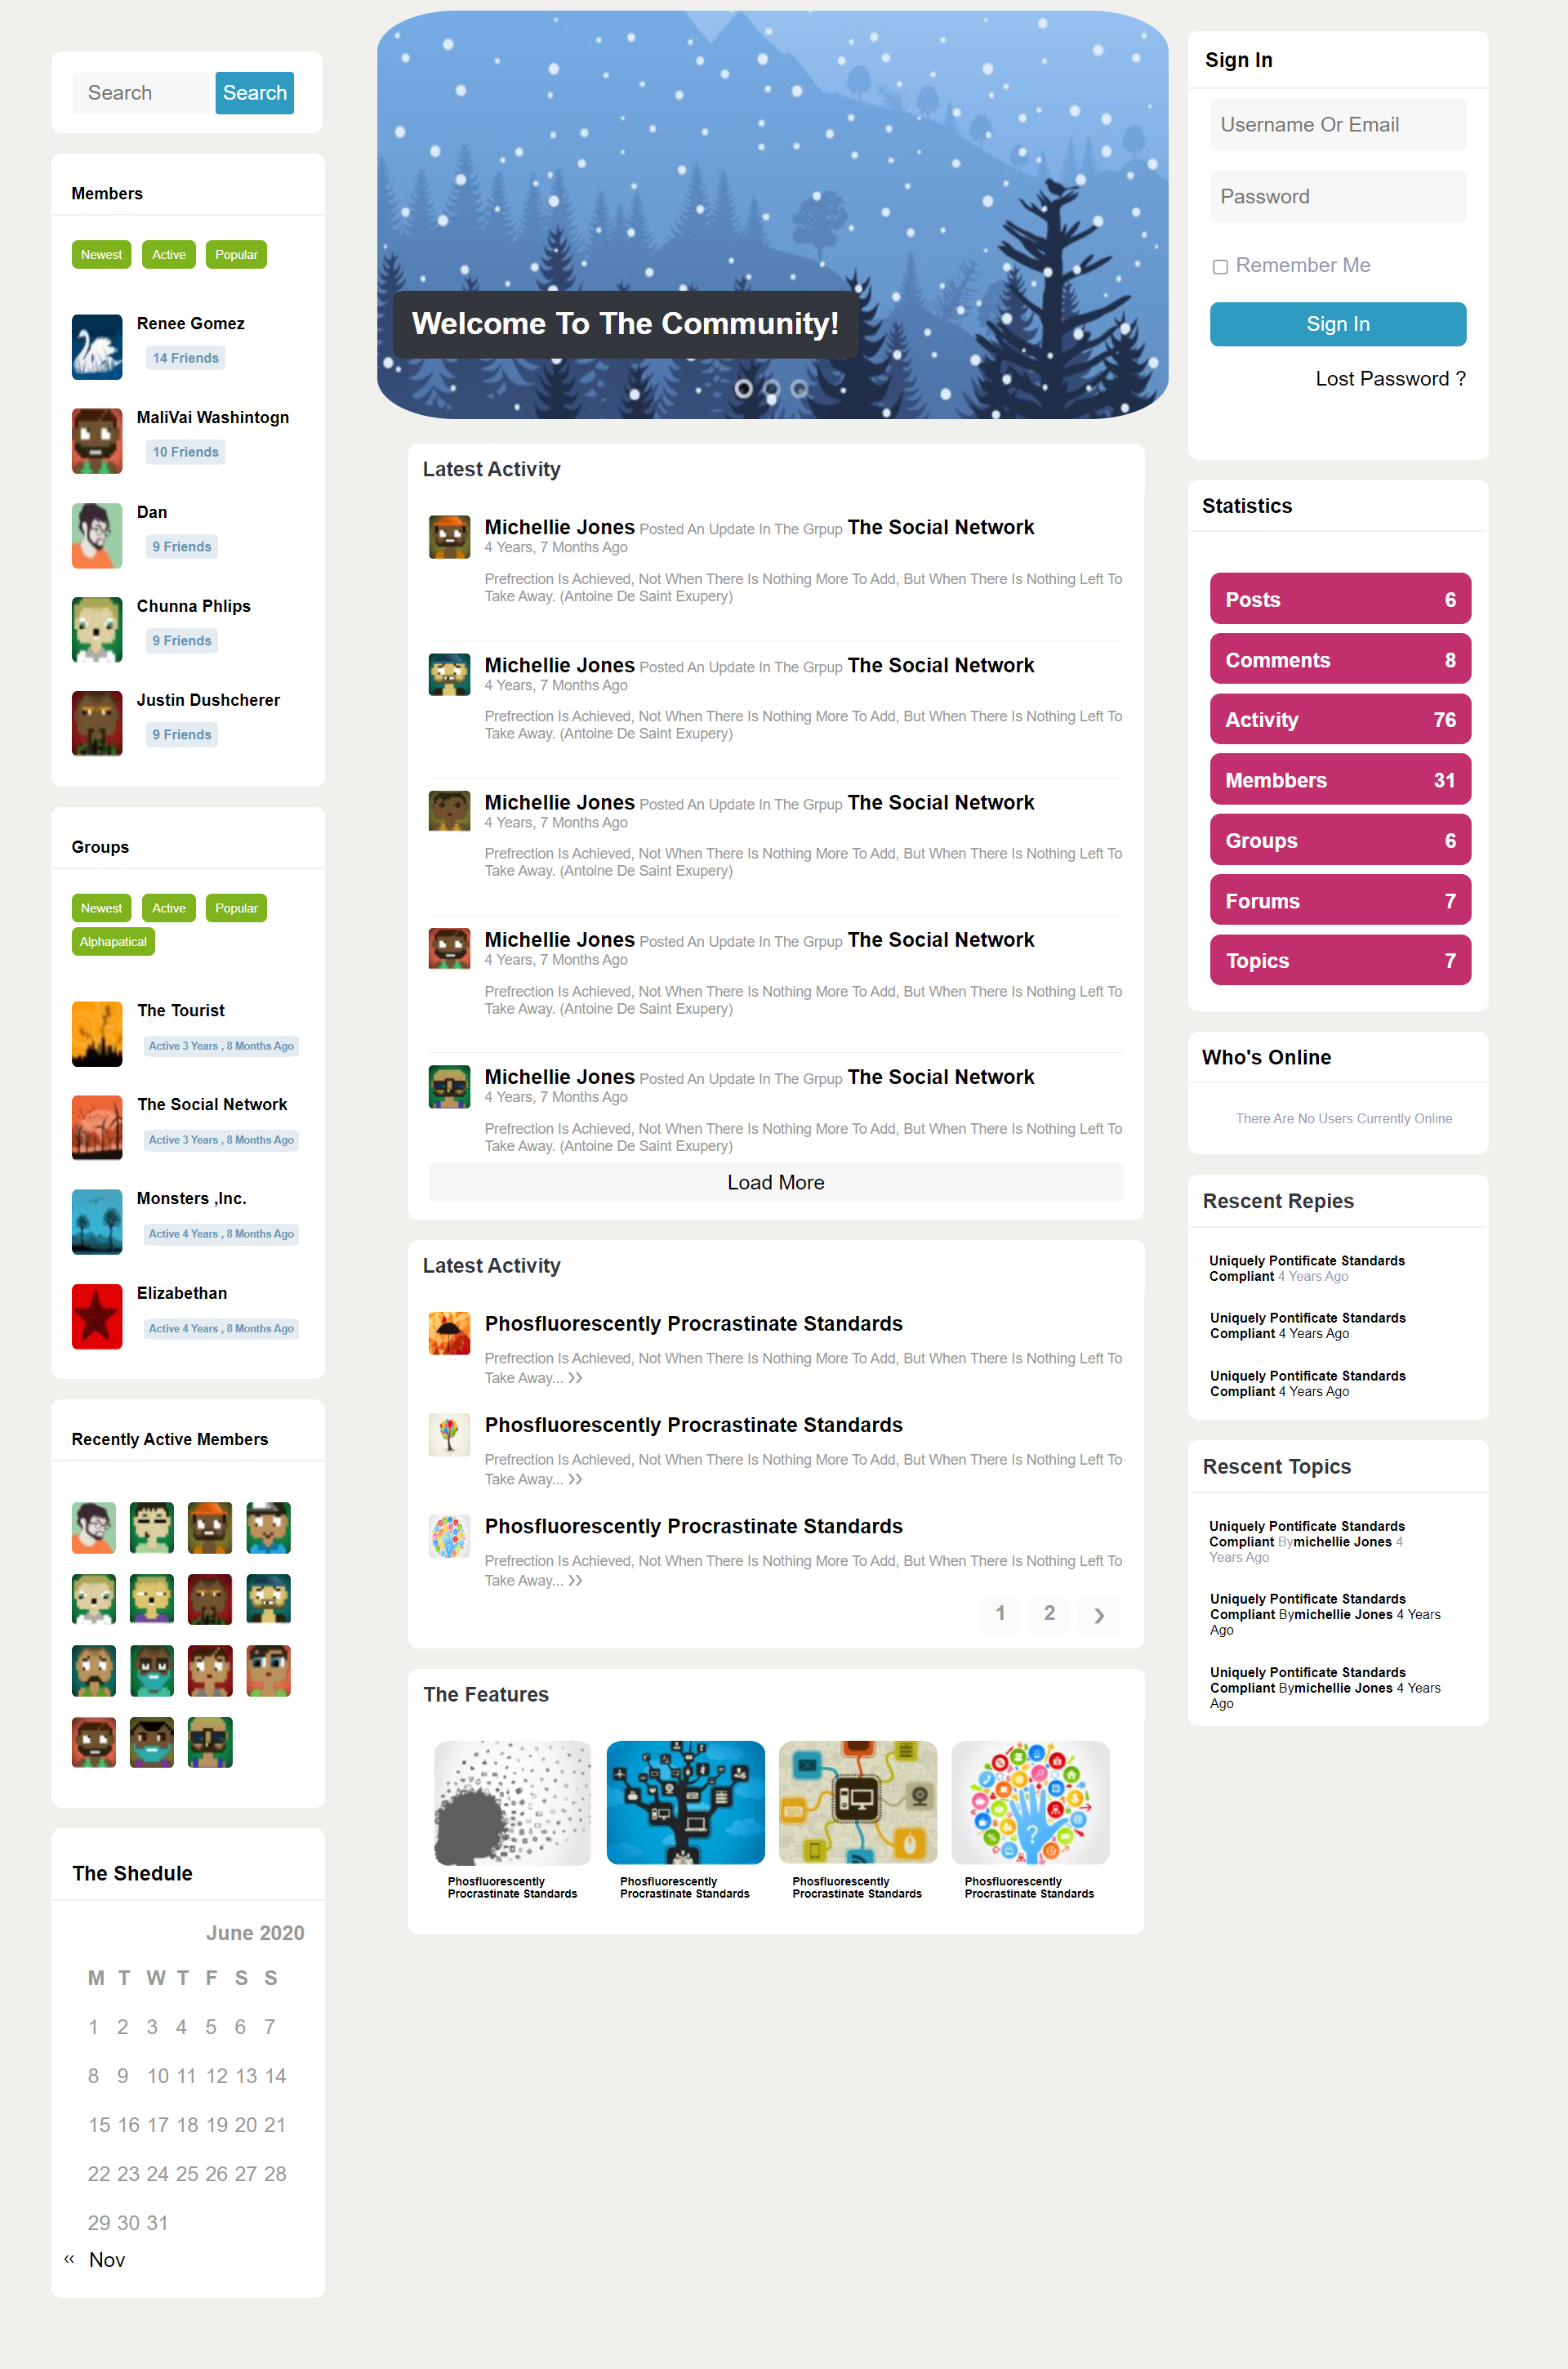 Search Search
Members
Newest Active Popular
Renee Gomez
14 Friends
MaliVai Washintogn
10 Friends
Dan
9 Friends
Chunna Phlips
9 Friends
Justin Dushcherer
9 Friends
Groups
Newest Active Popular
Alphapatical
The Tourist
Active 3 Years , 8 Months Ago
The Social Network
Active 3 Years , 8 Months Ago
Monsters ,Inc.
Active 4 Years , 8 Months Ago
Elizabethan
Active 4 Years , 8 Months Ago
Recently Active Members
The Shedule
June 2020
M T W T F S S
1 2 3 4 5 6 7
8 9 10 11 12 13 14
15 16 17 18 19 20 21
22 23 24 25 26 27 28
29 30 31
‹‹ Nov
Welcome To The Community!
Latest Activity
Michellie Jones Posted An Update In The Grpup The Social Network
4 Years, 7 Months Ago
Prefrection Is Achieved, Not When There Is Nothing More To Add, But When There Is Nothing Left To
Take Away. (Antoine De Saint Exupery)
Michellie Jones Posted An Update In The Grpup The Social Network
4 Years, 7 Months Ago
Prefrection Is Achieved, Not When There Is Nothing More To Add, But When There Is Nothing Left To
Take Away. (Antoine De Saint Exupery)
Michellie Jones Posted An Update In The Grpup The Social Network
4 Years, 7 Months Ago
Prefrection Is Achieved, Not When There Is Nothing More To Add, But When There Is Nothing Left To
Take Away. (Antoine De Saint Exupery)
Michellie Jones Posted An Update In The Grpup The Social Network
4 Years, 7 Months Ago
Prefrection Is Achieved, Not When There Is Nothing More To Add, But When There Is Nothing Left To
Take Away. (Antoine De Saint Exupery)
Michellie Jones Posted An Update In The Grpup The Social Network
4 Years, 7 Months Ago
Prefrection Is Achieved, Not When There Is Nothing More To Add, But When There Is Nothing Left To
Take Away. (Antoine De Saint Exupery)
Load More
Latest Activity
Phosfluorescently Procrastinate Standards
Prefrection Is Achieved, Not When There Is Nothing More To Add, But When There Is Nothing Left To
Take Away... ››
Phosfluorescently Procrastinate Standards
Prefrection Is Achieved, Not When There Is Nothing More To Add, But When There Is Nothing Left To
Take Away... ››
Phosfluorescently Procrastinate Standards
Prefrection Is Achieved, Not When There Is Nothing More To Add, But When There Is Nothing Left To
Take Away... ››
1 2 ›
The Features
Phosfluorescently
Procrastinate Standards
Phosfluorescently
Procrastinate Standards
Phosfluorescently
Procrastinate Standards
?
Phosfluorescently
Procrastinate Standards
Sign In
Username Or Email
Password
Remember Me
Sign In
Lost Password ?
Statistics
Posts 6
Comments 8
Activity 76
Membbers 31
Groups 6
Forums 7
Topics 7
Who's Online
There Are No Users Currently Online
Rescent Repies
Uniquely Pontificate Standards
Compliant 4 Years Ago
Uniquely Pontificate Standards
Compliant 4 Years Ago
Uniquely Pontificate Standards
Compliant 4 Years Ago
Rescent Topics
Uniquely Pontificate Standards
Compliant Bymichellie Jones 4
Years Ago
Uniquely Pontificate Standards
Compliant Bymichellie Jones 4 Years
Ago
Uniquely Pontificate Standards
Compliant Bymichellie Jones 4 Years
Ago